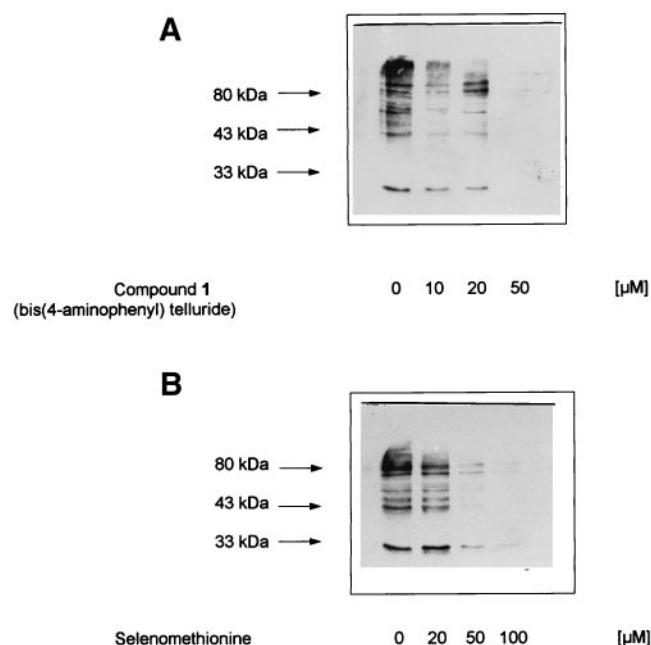 A
80 kDa
43 kDa
33 kDa
Compound 1 0 10 20 50 [µM]
(bis(4-aminophenyl) telluride)
B
80 kDa
43 kDa
33 kDa
Selenomethionine 0 20 50 100 [µM]